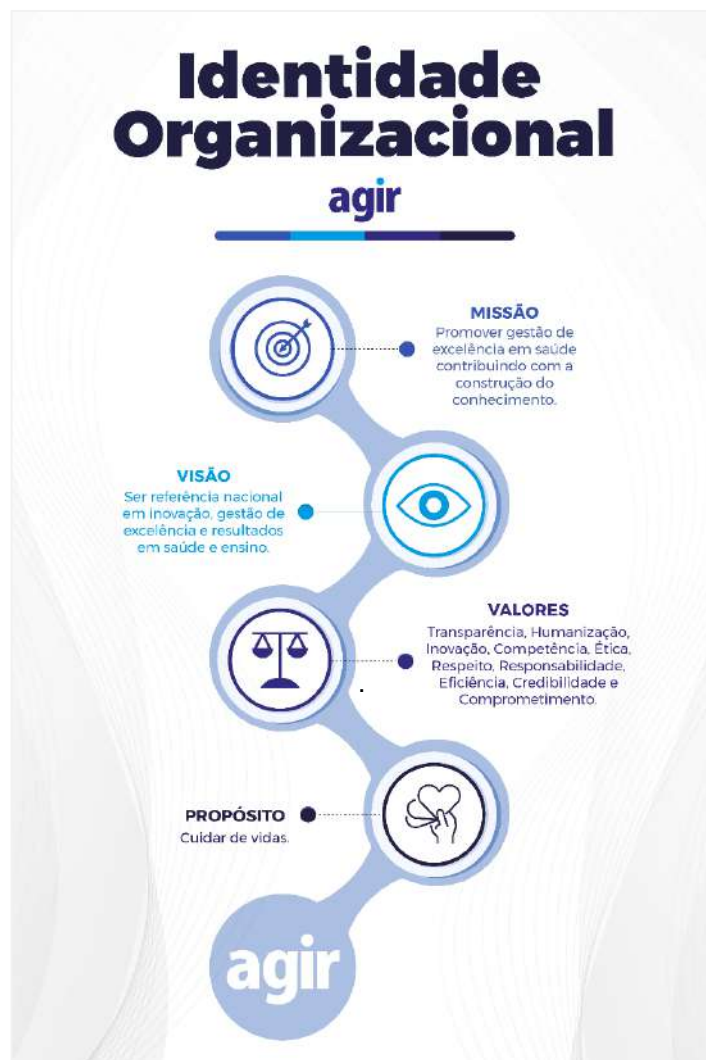 Identidade
Organizacional
agir
MISSÃO
Promover gestão de
excelência em saúde
contribuindo com a
construção do
conhecimento.
VISÃO
Ser referência nacional
em inovação, gestão de
excelência e resultados
em saúde e ensino.
VALORES
Transparência, Humanização,
Inovação, Competência, Ética,
Respeito, Responsabilidade,
Eficiência, Credibilidade e
Comprometimento.
.
PROPÓSITO
Cuidar de vidas.
agir